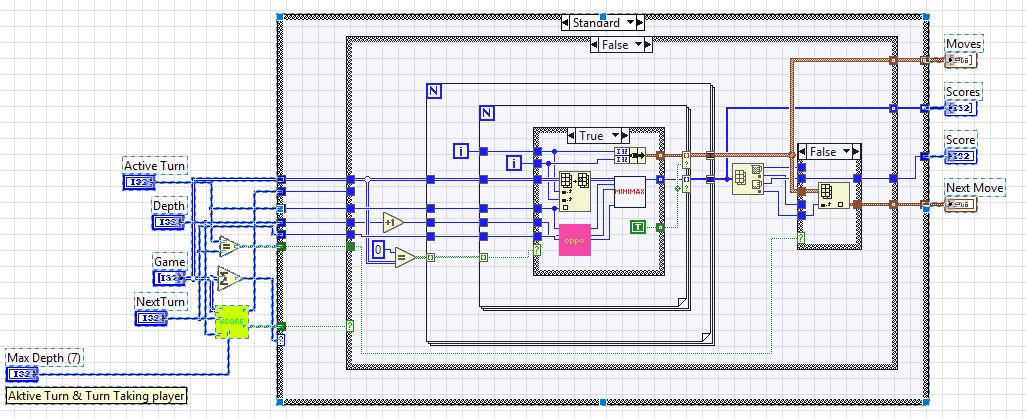 Standard
False
Moves
N
Scores
N
True
Score
False
i
I32
I32
i
Active Turn
I32
MINIMAX
Next Move
Depth
I32
+1
T
oppo
0
=
=
Game
I32
NextTurn
I32
SCORE
Max Depth (7)
I32
Aktive Turn & Turn Taking player